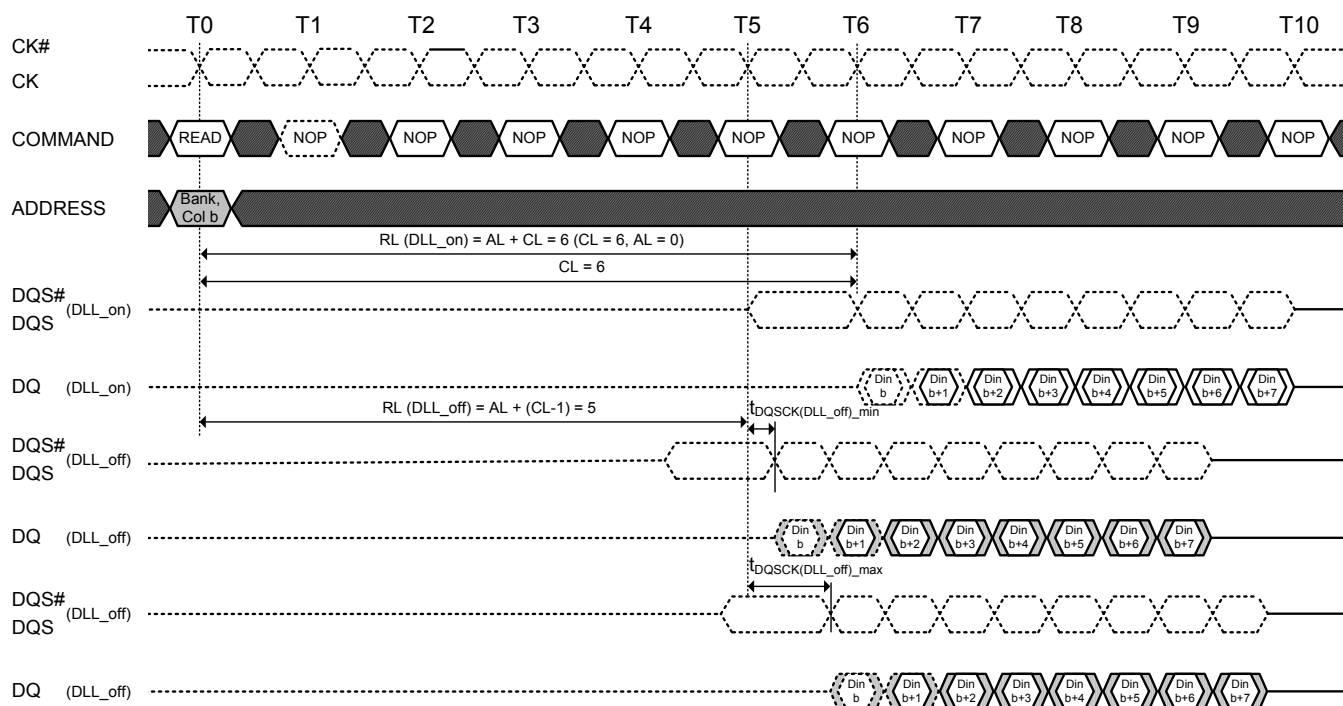 T0 T1 T2 T3 T4 T5 T6 T7 T8 T9 T10
CK#
CK
COMMAND READ NOP NOP NOP NOP NOP NOP NOP NOP NOP NOP
ADDRESS Bank, Col b
RL (DLL_on) = AL + CL = 6 (CL = 6, AL = 0)
CL = 6
DQS# (DLL_on)
DQS
DQ (DLL_on) Din b Din b+1 Din b+2 Din b+3 Din b+4 Din b+5 Din b+6 Din b+7
RL (DLL_off) = AL + (CL-1) = 5 tDQSCK(DLL_off)_min
DQS# (DLL_off)
DQS
DQ (DLL_off) Din b Din b+1 Din b+2 Din b+3 Din b+4 Din b+5 Din b+6 Din b+7
tDQSCK(DLL_off)_max
DQS# (DLL_off)
DQS
DQ (DLL_off) Din b Din b+1 Din b+2 Din b+3 Din b+4 Din b+5 Din b+6 Din b+7